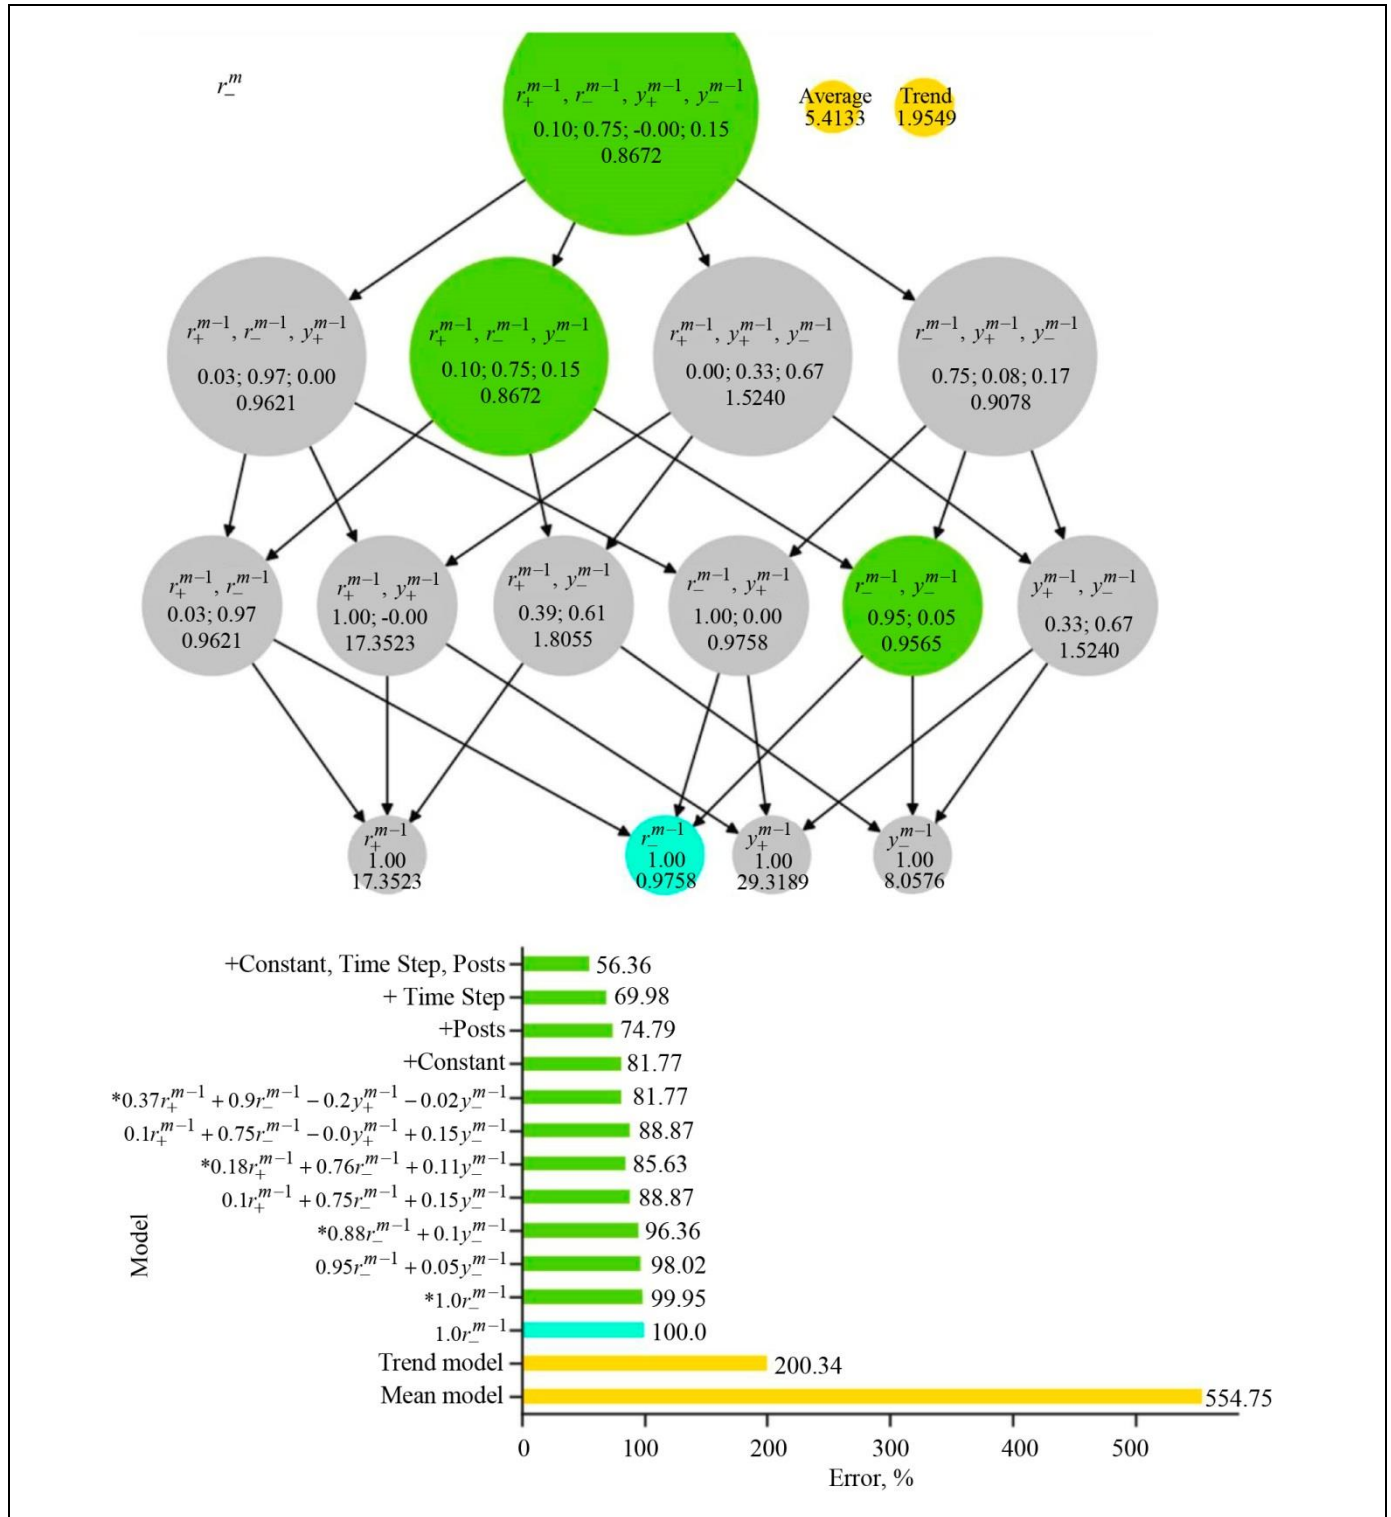 r_-^m
r_+^{m-1}, r_-^{m-1}, y_+^{m-1}, y_-^{m-1}
0.10; 0.75; -0.00; 0.15
0.8672
Average
5.4133
Trend
1.9549
r_+^{m-1}, r_-^{m-1}, y_+^{m-1}
0.03; 0.97; 0.00
0.9621
r_+^{m-1}, r_-^{m-1}, y_-^{m-1}
0.10; 0.75; 0.15
0.8672
r_+^{m-1}, y_+^{m-1}, y_-^{m-1}
0.00; 0.33; 0.67
1.5240
r_-^{m-1}, y_+^{m-1}, y_-^{m-1}
0.75; 0.08; 0.17
0.9078
r_+^{m-1}, r_-^{m-1}
0.03; 0.97
0.9621
r_+^{m-1}, y_+^{m-1}
1.00; -0.00
17.3523
r_+^{m-1}, y_-^{m-1}
0.39; 0.61
1.8055
r_-^{m-1}, y_+^{m-1}
1.00; 0.00
0.9758
r_-^{m-1}, y_-^{m-1}
0.95; 0.05
0.9565
y_+^{m-1}, y_-^{m-1}
0.33; 0.67
1.5240
r_+^{m-1}
1.00
17.3523
r_-^{m-1}
1.00
0.9758
y_+^{m-1}
1.00
29.3189
y_-^{m-1}
1.00
8.0576
+Constant, Time Step, Posts 56.36
+ Time Step 69.98
+Posts 74.79
+Constant 81.77
*0.37r_+^{m-1} + 0.9r_-^{m-1} − 0.2y_+^{m-1} − 0.02y_-^{m-1} 81.77
0.1r_+^{m-1} + 0.75r_-^{m-1} − 0.0y_+^{m-1} + 0.15y_-^{m-1} 88.87
*0.18r_+^{m-1} + 0.76r_-^{m-1} + 0.11y_-^{m-1} 85.63
0.1r_+^{m-1} + 0.75r_-^{m-1} + 0.15y_-^{m-1} 88.87
*0.88r_-^{m-1} + 0.1y_-^{m-1} 96.36
0.95r_-^{m-1} + 0.05y_-^{m-1} 98.02
*1.0r_-^{m-1} 99.95
1.0r_-^{m-1} 100.0
Trend model 200.34
Mean model 554.75
Model
0 100 200 300 400 500
Error, %